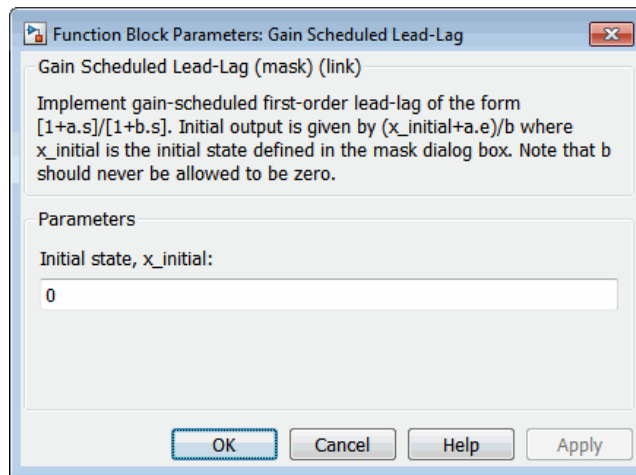 Function Block Parameters: Gain Scheduled Lead-Lag
Gain Scheduled Lead-Lag (mask) (link)
Implement gain-scheduled first-order lead-lag of the form
[1+a.s]/[1+b.s]. Initial output is given by (x_initial+a.e)/b where
x_initial is the initial state defined in the mask dialog box. Note that b
should never be allowed to be zero.
Parameters
Initial state, x_initial:
0
OK Cancel Help Apply